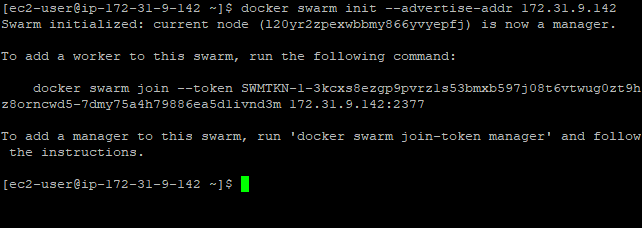 [ec2-user@ip-172-31-9-142 ~]$ docker swarm init --advertise-addr 172.31.9.142
Swarm initialized: current node (l20yr2zpexwbbmy866yvyepfj) is now a manager.
To add a worker to this swarm, run the following command:
docker swarm join --token SWMTKN-1-3kcxs8ezgp9pvrz1s53bmxb597j08t6vtwug0zt9h
z8orncwd5-7dmy75a4h79886ea5d1ivnd3m 172.31.9.142:2377
To add a manager to this swarm, run 'docker swarm join-token manager' and follow
the instructions.
[ec2-user@ip-172-31-9-142 ~]$